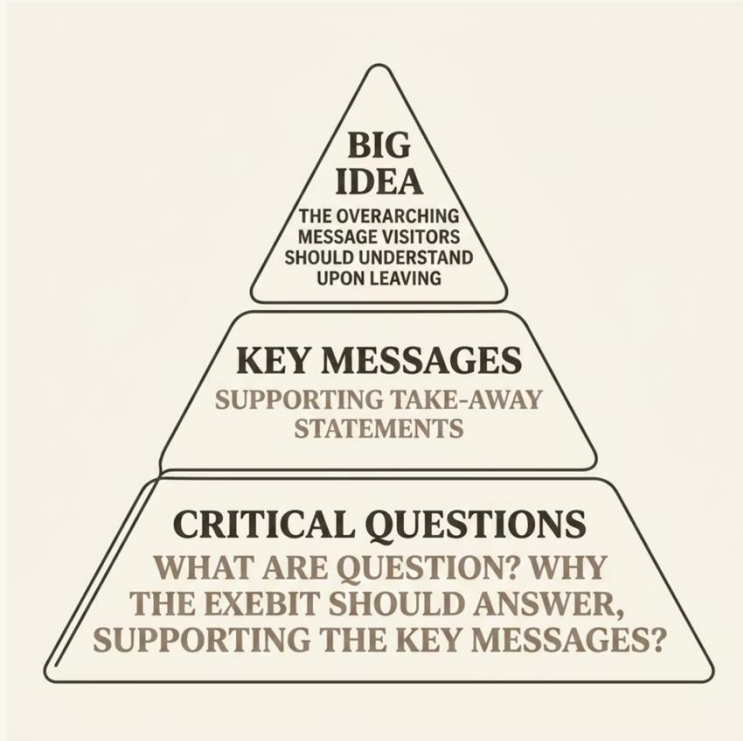 BIG
IDEA
THE OVERARCHING
MESSAGE VISITORS
SHOULD UNDERSTAND
UPON LEAVING
KEY MESSAGES
SUPPORTING TAKE-AWAY
STATEMENTS
CRITICAL QUESTIONS
WHAT ARE QUESTION? WHY
THE EXEBIT SHOULD ANSWER,
SUPPORTING THE KEY MESSAGES?